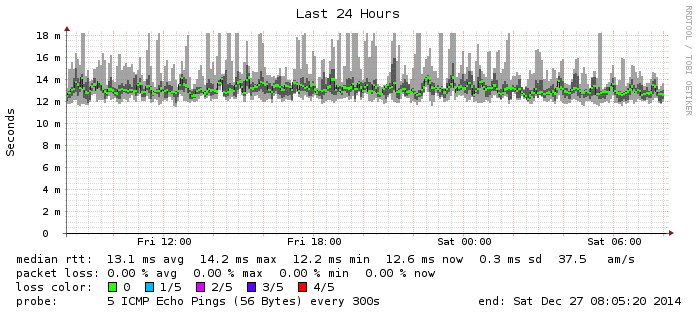 Last 24 Hours
RRDTOOL / TOBI OETIKER
Seconds
18 m
16 m
14 m
12 m
10 m
8 m
6 m
4 m
2 m
0
Fri 12:00 Fri 18:00 Sat 00:00 Sat 06:00
median rtt: 13.1 ms avg 14.2 ms max 12.2 ms min 12.6 ms now 0.3 ms sd 37.5 am/s
packet loss: 0.00 % avg 0.00 % max 0.00 % min 0.00 % now
loss color: 0 1/5 2/5 3/5 4/5
probe: 5 ICMP Echo Pings (56 Bytes) every 300s end: Sat Dec 27 08:05:20 2014